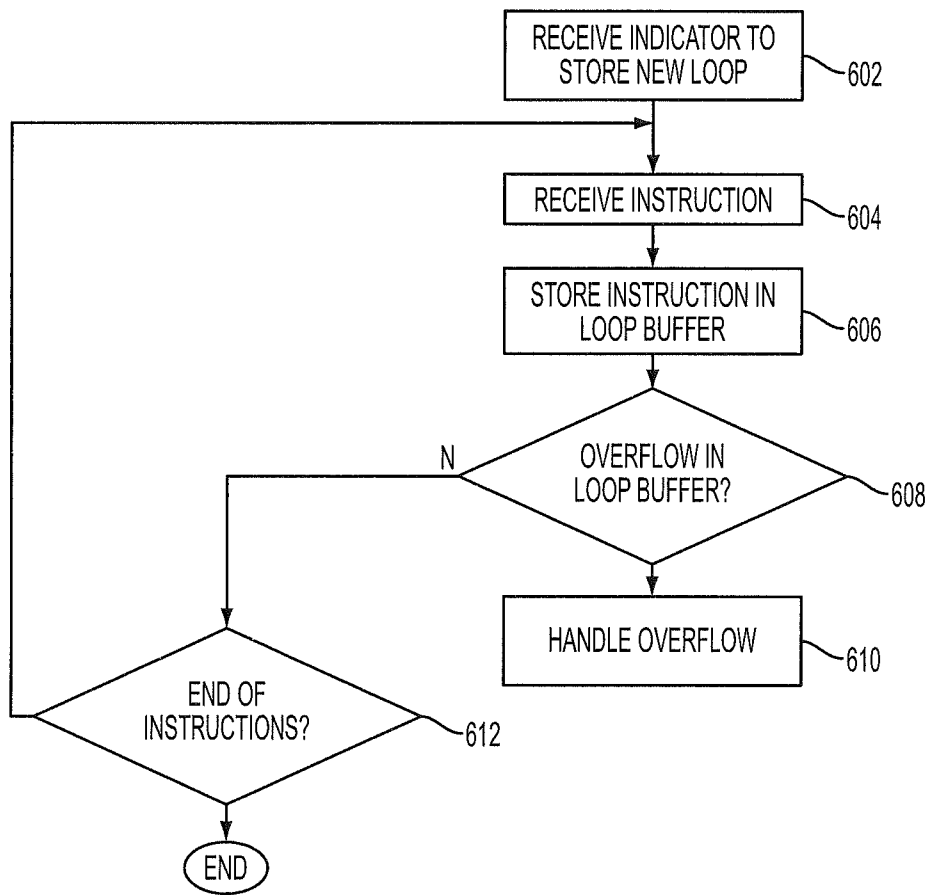 RECEIVE INDICATOR TO
STORE NEW LOOP
602
RECEIVE INSTRUCTION
604
STORE INSTRUCTION IN
LOOP BUFFER
606
N
OVERFLOW IN
LOOP BUFFER?
608
HANDLE OVERFLOW
610
END OF
INSTRUCTIONS?
612
END